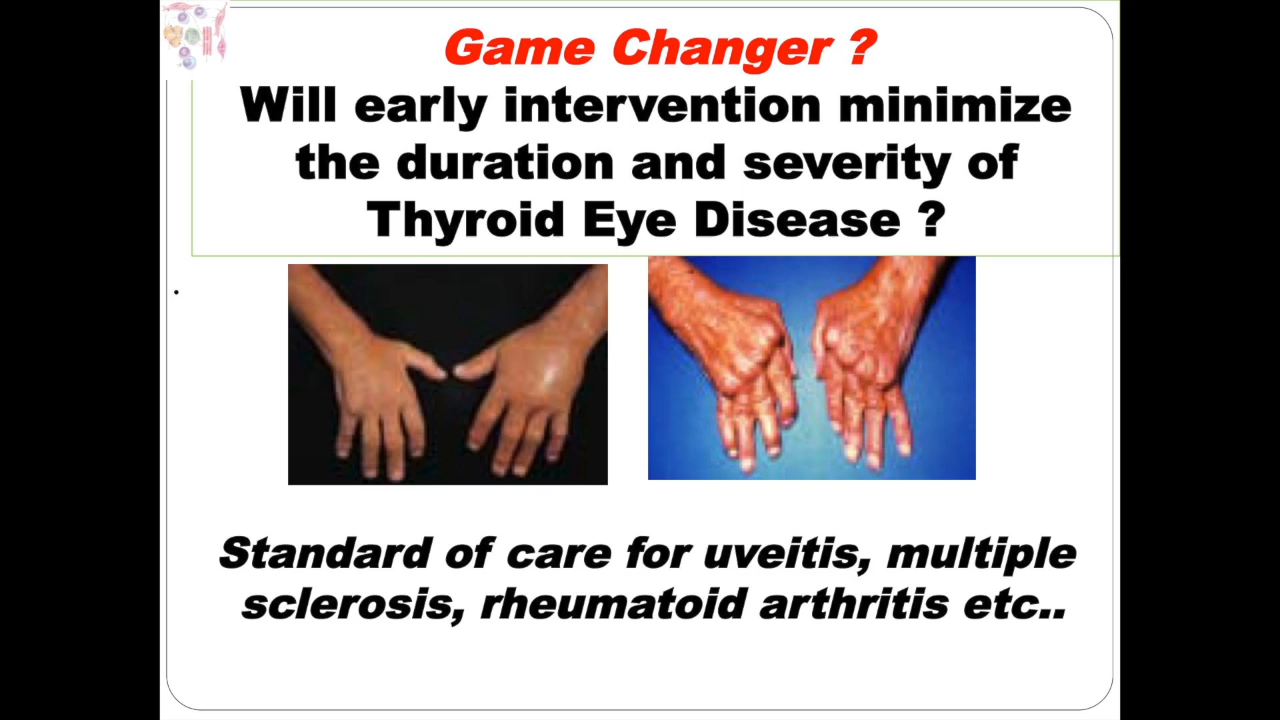 Game Changer ?
Will early intervention minimize
the duration and severity of
Thyroid Eye Disease ?
.
Standard of care for uveitis, multiple
sclerosis, rheumatoid arthritis etc..